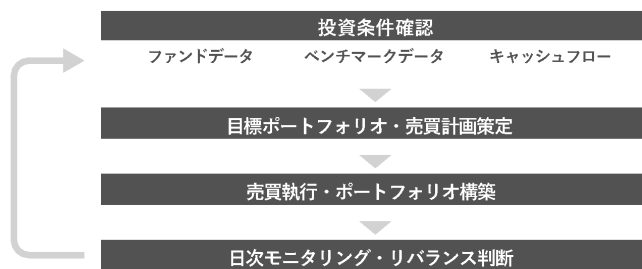 投資条件確認
ファンドデータ ベンチマークデータ キャッシュフロー
目標ポートフォリオ・売買計画策定
売買執行・ポートフォリオ構築
日次モニタリング・リバランス判断